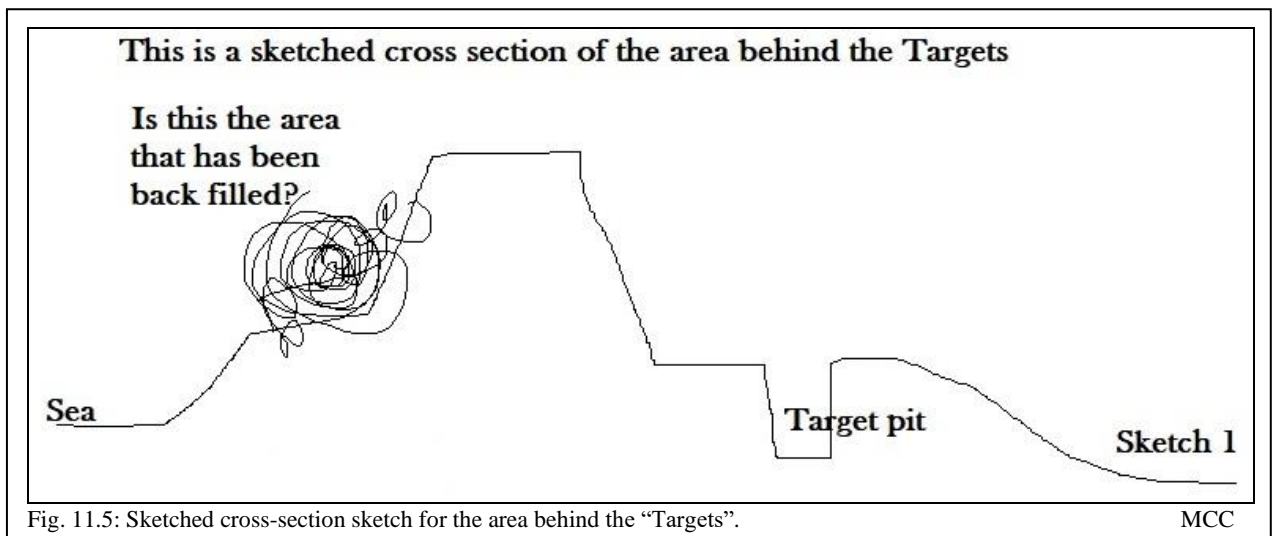 This is a sketched cross section of the area behind the Targets
Is this the area
that has been
back filled?
Sea
Target pit
Sketch 1
Fig. 11.5: Sketched cross-section sketch for the area behind the “Targets”. MCC